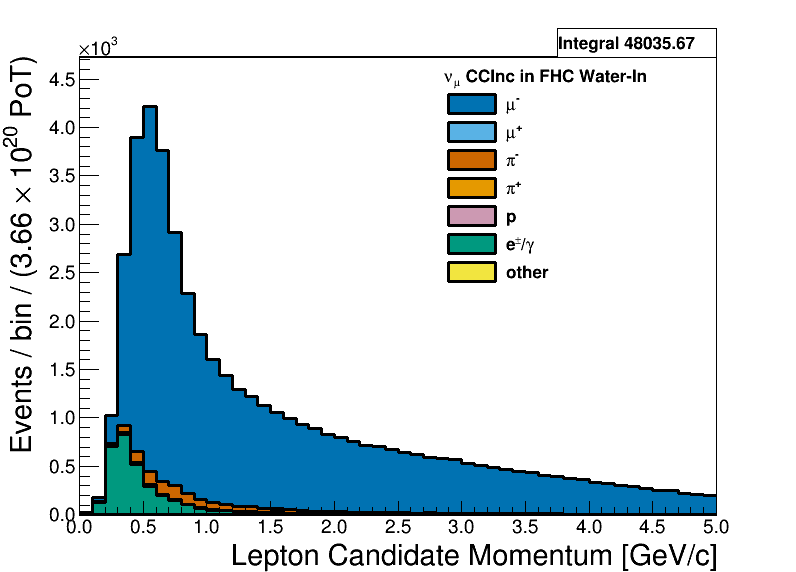 ×10³
Integral 48035.67
ν_μ CCInc in FHC Water-In
μ⁻
μ⁺
π⁻
π⁺
p
e^±/γ
other
Events / bin / (3.66 × 10²⁰ PoT)
4.5
4.0
3.5
3.0
2.5
2.0
1.5
1.0
0.5
0.0
0.0 0.5 1.0 1.5 2.0 2.5 3.0 3.5 4.0 4.5 5.0
Lepton Candidate Momentum [GeV/c]